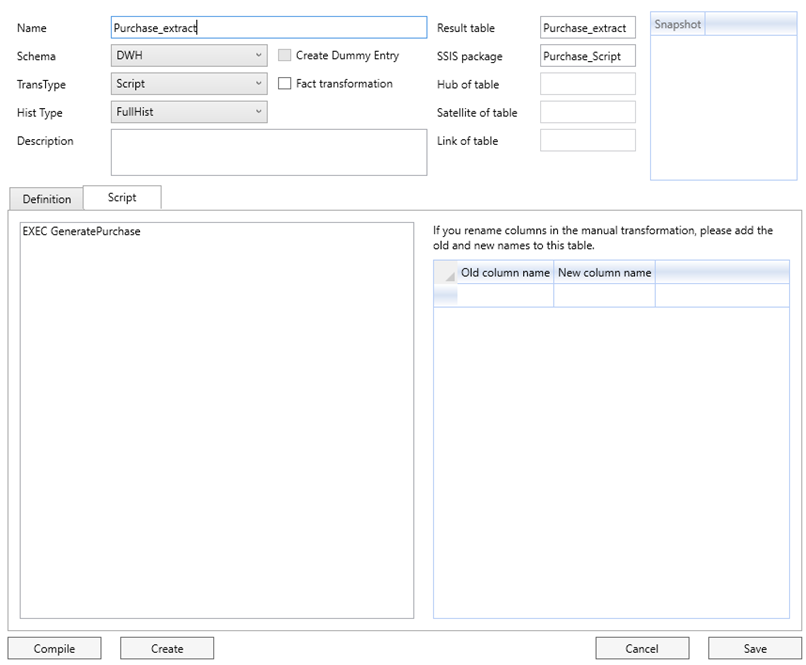 Name
Purchase_extract
Schema
DWH
Create Dummy Entry
TransType
Script
Fact transformation
Hist Type
FullHist
Description
Result table
Purchase_extract
SSIS package
Purchase_Script
Hub of table
Satellite of table
Link of table
Snapshot
Definition
Script
EXEC GeneratePurchase
If you rename columns in the manual transformation, please add the
old and new names to this table.
Old column name New column name
Compile
Create
Cancel
Save